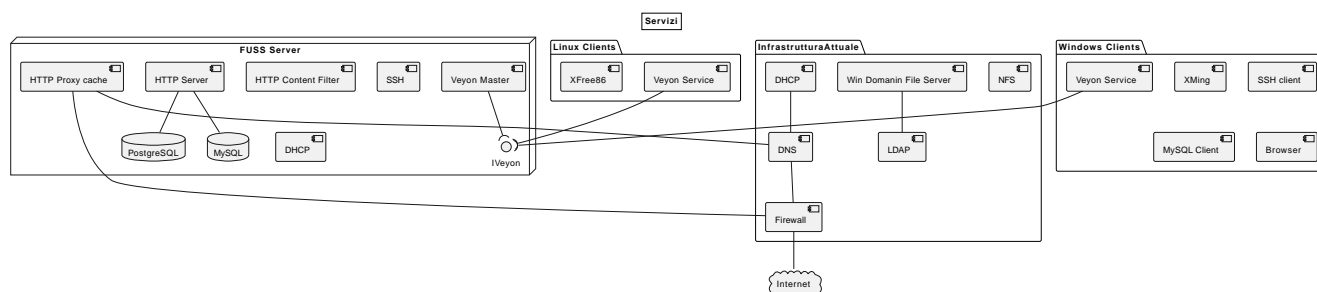 Servizi
FUSS Server
HTTP Proxy cache
HTTP Server
HTTP Content Filter
SSH
Veyon Master
PostgreSQL
MySQL
DHCP
IVeyon
Linux Clients
XFree86
Veyon Service
InfrastrutturaAttuale
DHCP
Win Domanin File Server
NFS
DNS
LDAP
Firewall
Internet
Windows Clients
Veyon Service
XMing
SSH client
MySQL Client
Browser